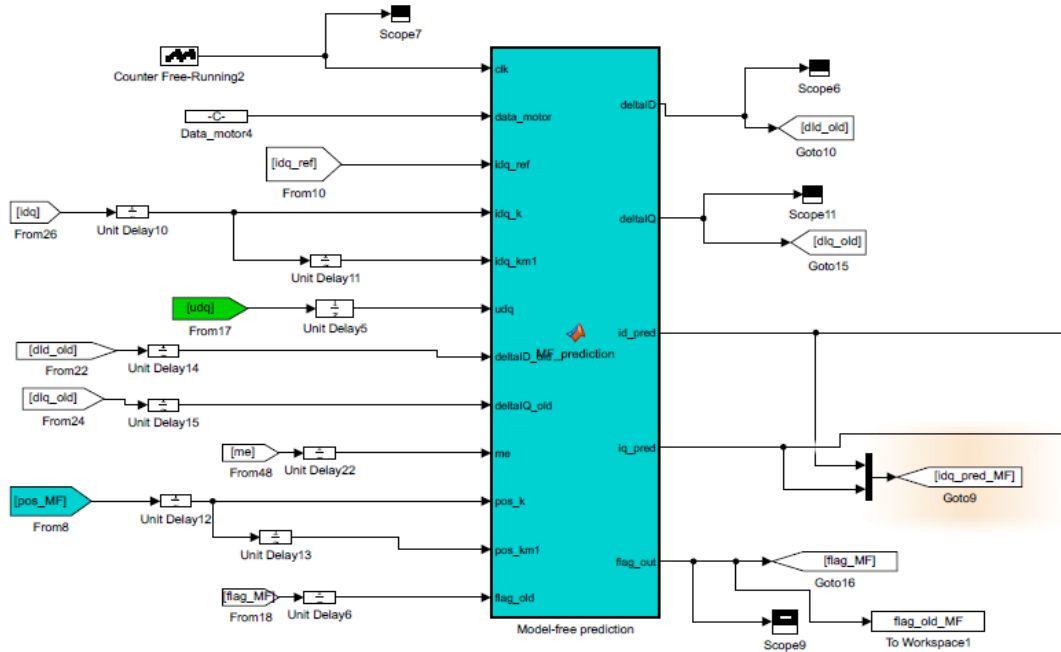 Scope7
Counter Free-Running2
clk
-C-
Data_motor4
data_motor
[idq_ref]
From10
idq_ref
[idq]
From26
Unit Delay10
idq_k
Unit Delay11
idq_km1
[udq]
From17
Unit Delay5
udq
[dId_old]
From22
Unit Delay14
deltaID_old
[dIq_old]
From24
Unit Delay15
deltaIQ_old
[me]
From48
Unit Delay22
me
[pos_MF]
From8
Unit Delay12
pos_k
Unit Delay13
pos_km1
[flag_MF]
From18
Unit Delay6
flag_old
MF_prediction
Model-free prediction
deltaID
Scope6
[dId_old]
Goto10
deltaIQ
Scope11
[dIq_old]
Goto15
id_pred
iq_pred
[idq_pred_MF]
Goto9
flag_out
[flag_MF]
Goto16
Scope9
flag_old_MF
To Workspace1